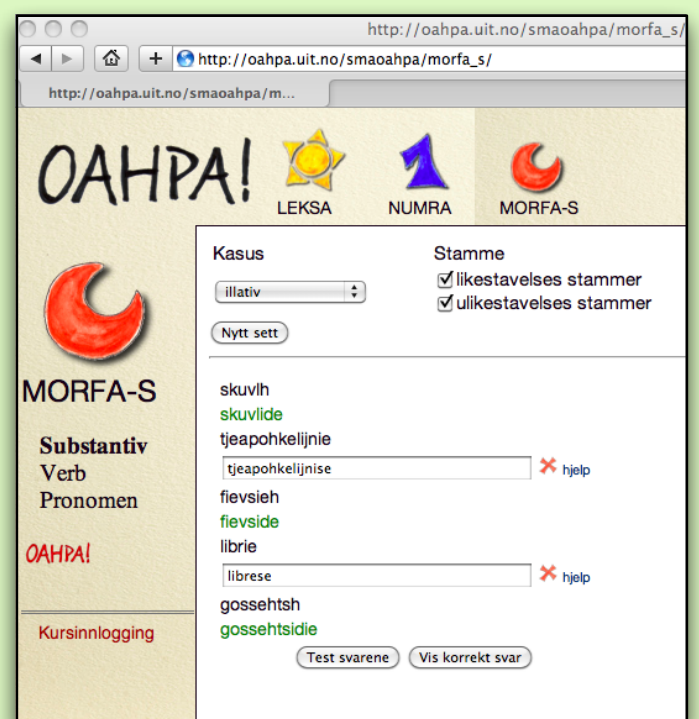 http://oahpa.uit.no/smaoahpa/morfa_s/
http://oahpa.uit.no/smaoahpa/morfa_s/
http://oahpa.uit.no/smaoahpa/m...
OAHPA!
LEKSA
NUMRA
MORFA-S
MORFA-S
Substantiv
Verb
Pronomen
OAHPA!
Kursinnlogging
Kasus
illativ
Nytt sett
Stamme
likestavelses stammer
ulikestavelses stammer
skuvlh
skuvlide
tjeapohkelijnie
tjeapohkelijnise hjelp
fievsieh
fievside
librie
librese hjelp
gossehtsh
gossehtsidie
Test svarene Vis korrekt svar